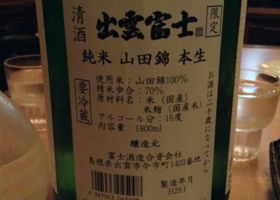 清酒
出雲富士
限定
純米 山田錦 本生
使用米:山田錦100%
精米歩合:70%
原材料名:米(国産)
米麹(国産米)
アルコール分:16度
内容量:1800ml
要冷蔵
お酒は二十歳になってから
醸造元
富士酒造合資会社
島根県出雲市今市町1403番地
製造年月
H29.1